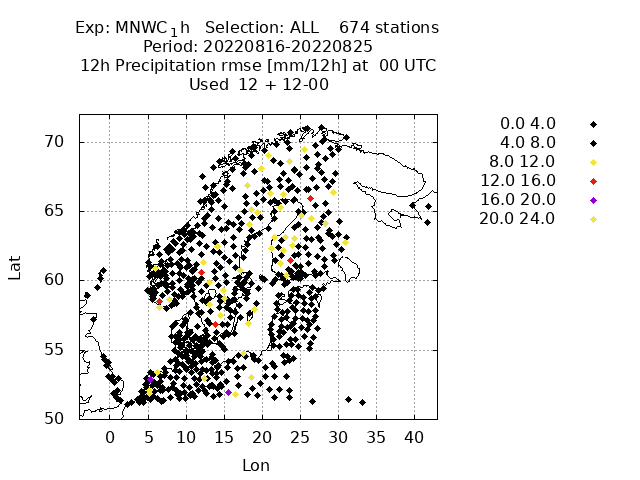 Exp: MNWC_1h   Selection: ALL    674 stations
Period: 20220816-20220825
12h Precipitation rmse [mm/12h] at  00 UTC
Used  12 + 12-00
0.0 4.0
4.0 8.0
8.0 12.0
12.0 16.0
16.0 20.0
20.0 24.0
70
65
60
55
50
Lat
0 5 10 15 20 25 30 35 40
Lon